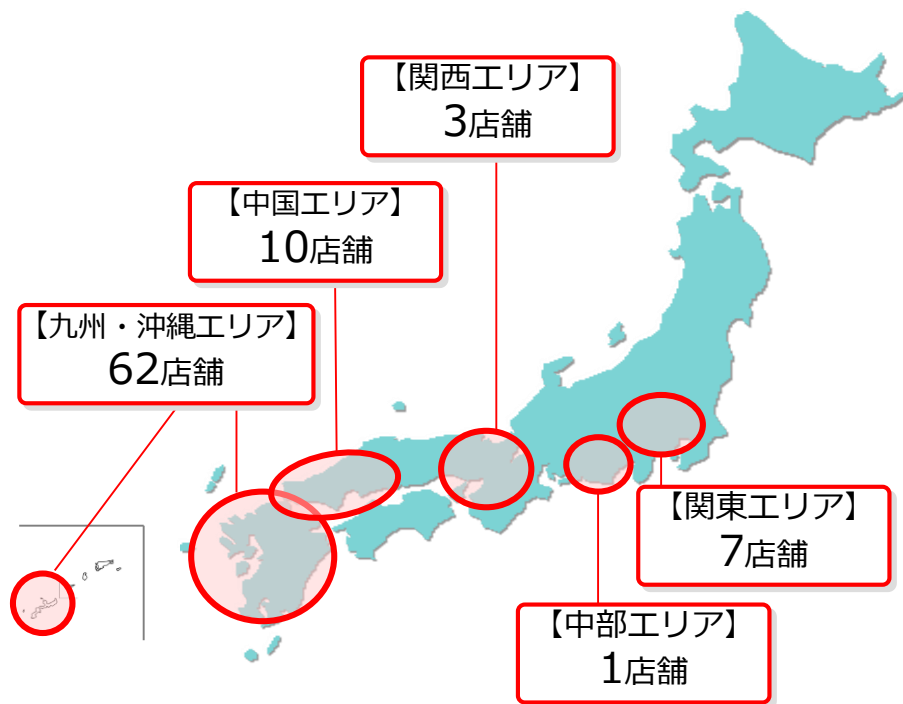 【関西エリア】
3店舗
【中国エリア】
10店舗
【九州・沖縄エリア】
62店舗
【関東エリア】
7店舗
【中部エリア】
1店舗